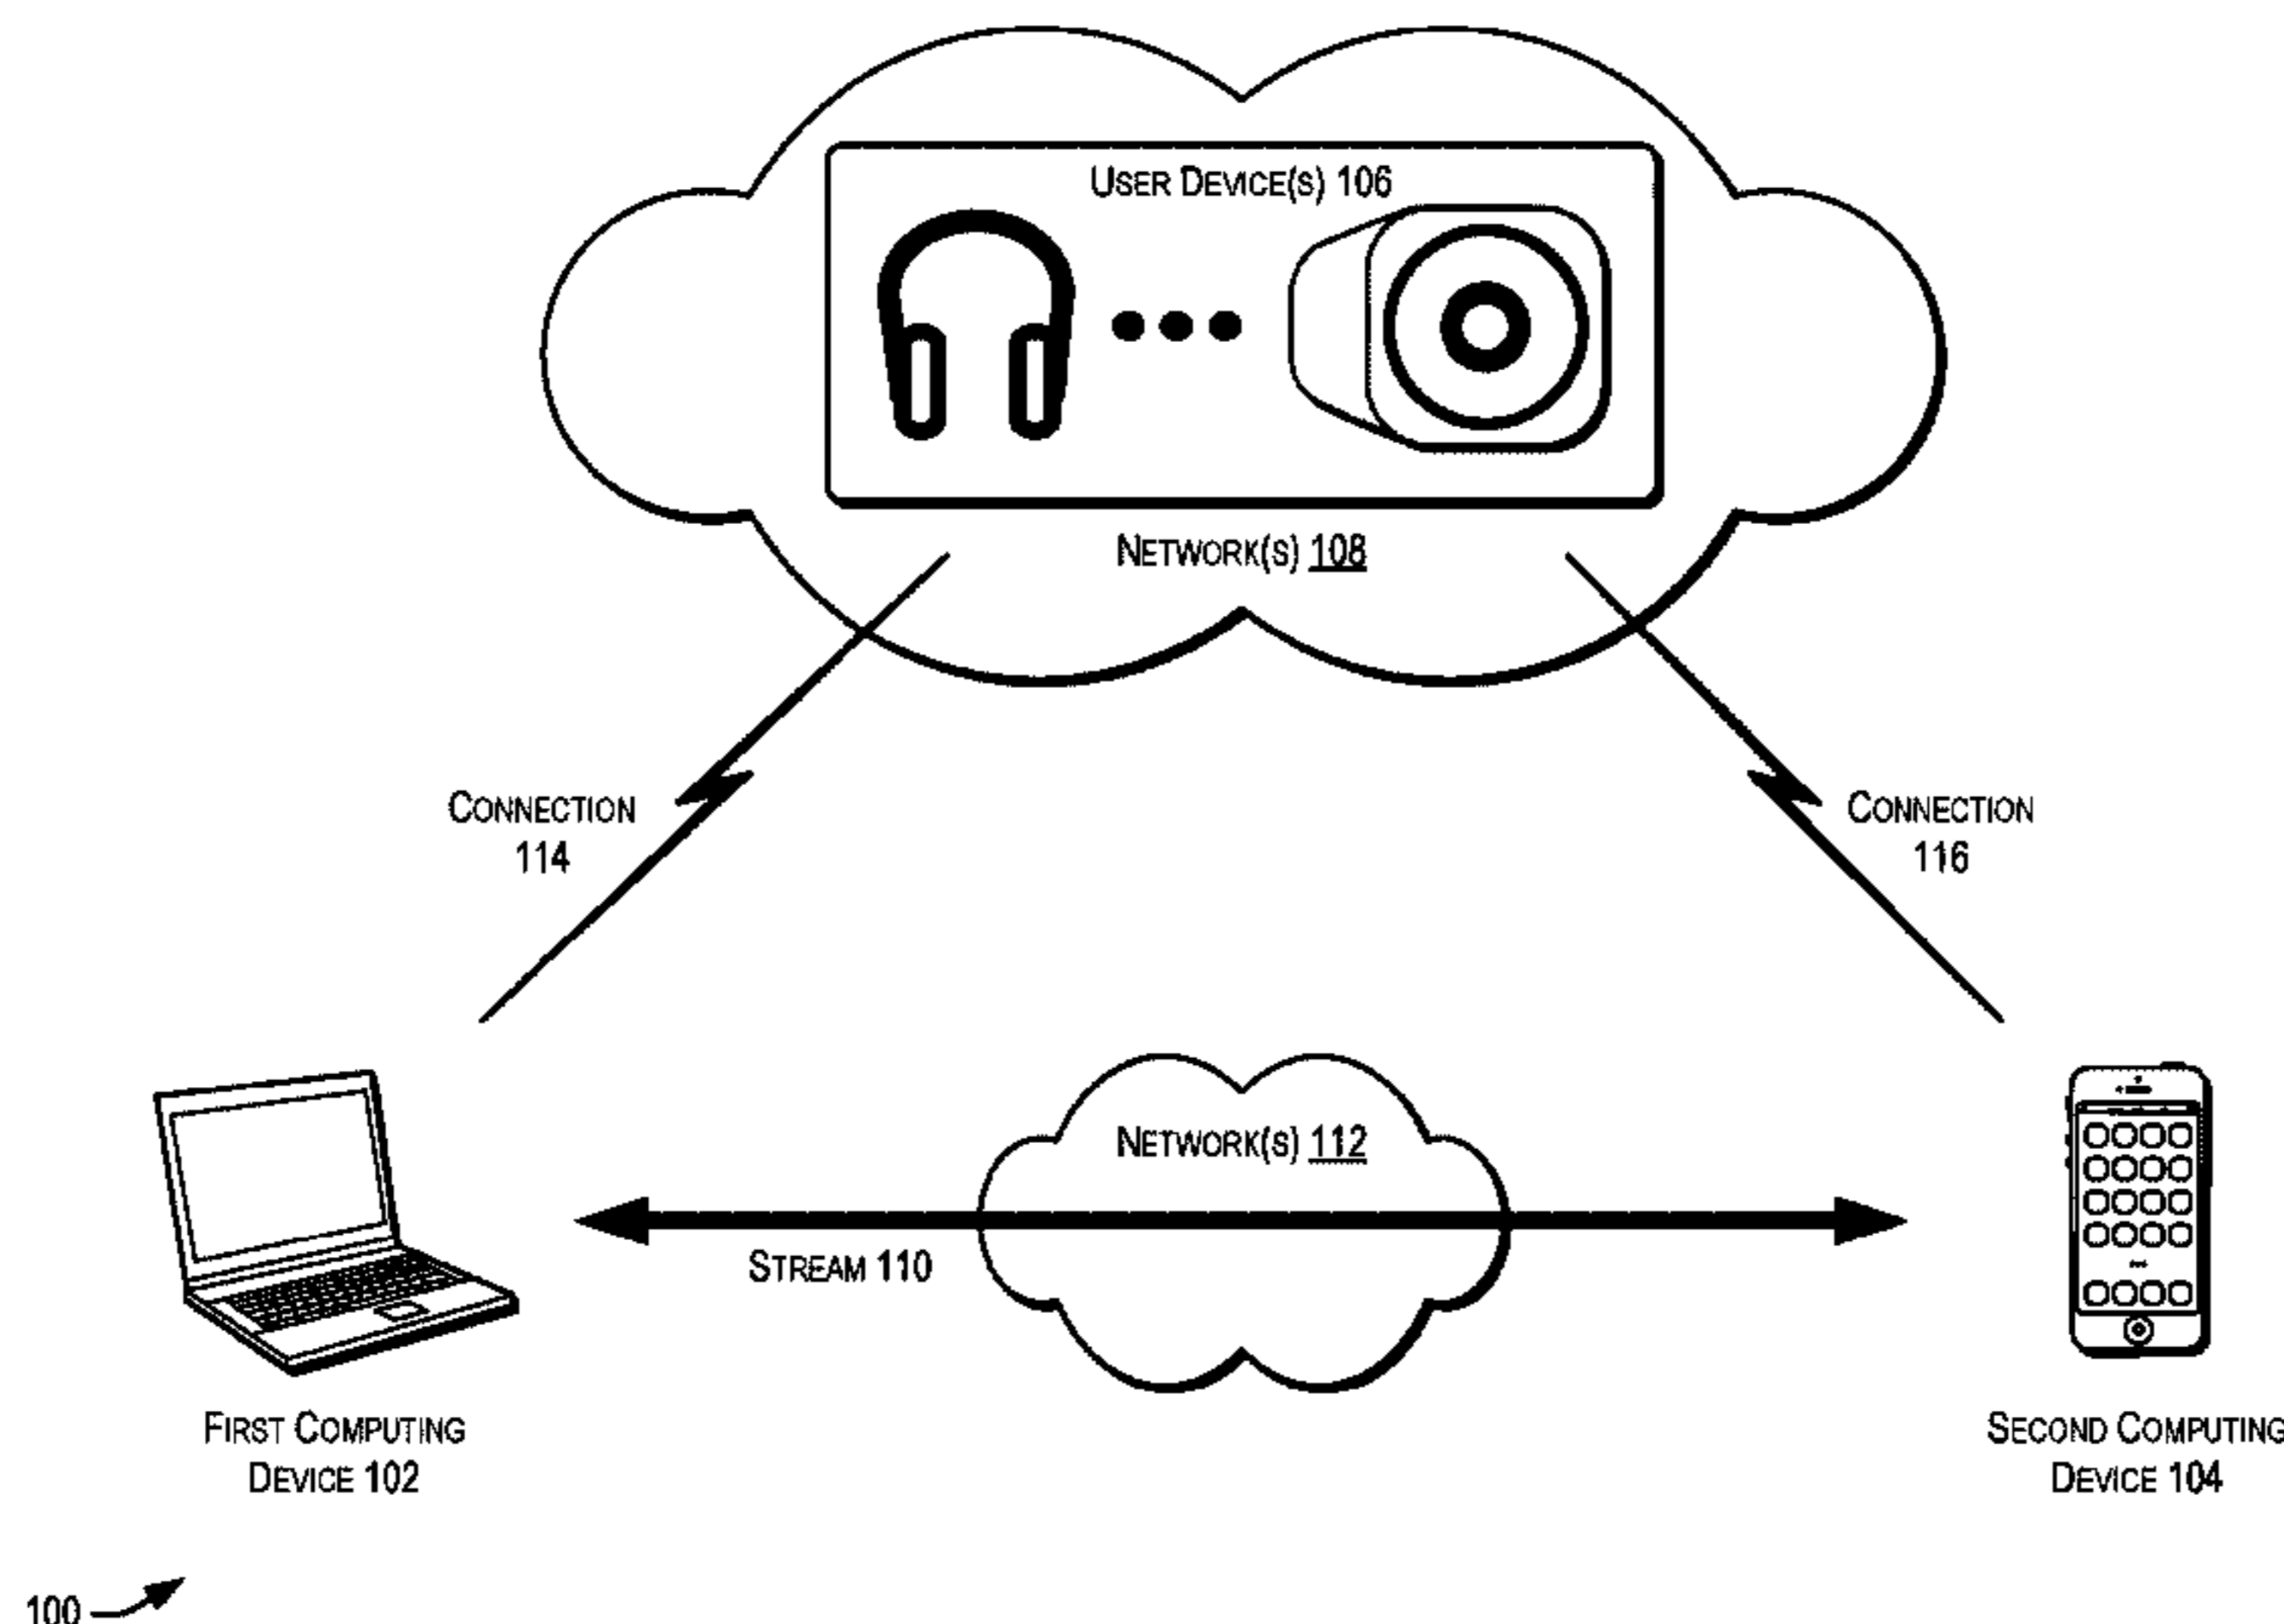 USER DEVICE(S) 106
NETWORK(S) 108
CONNECTION
114
CONNECTION
116
NETWORK(S) 112
STREAM 110
FIRST COMPUTING
DEVICE 102
SECOND COMPUTING
DEVICE 104
100